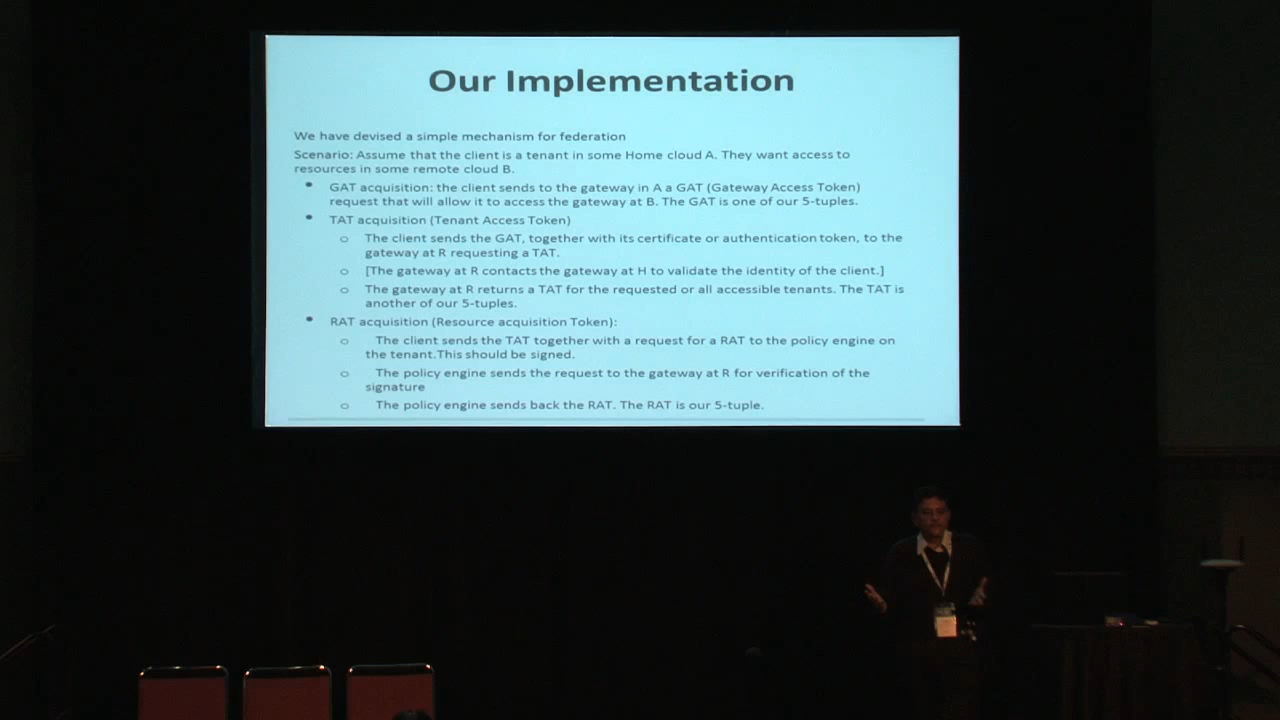 Our Implementation
We have devised a simple mechanism for federation
Scenario: Assume that the client is a tenant in some Home cloud A. They want access to
resources in some remote cloud B.
• GAT acquisition: the client sends to the gateway in A a GAT (Gateway Access Token)
request that will allow it to access the gateway at B. The GAT is one of our 5-tuples.
• TAT acquisition (Tenant Access Token)
o The client sends the GAT, together with its certificate or authentication token, to the
gateway at R requesting a TAT.
o [The gateway at R contacts the gateway at H to validate the identity of the client.]
o The gateway at R returns a TAT for the requested or all accessible tenants. The TAT is
another of our 5-tuples.
• RAT acquisition (Resource acquisition Token):
o The client sends the TAT together with a request for a RAT to the policy engine on
the tenant.This should be signed.
o The policy engine sends the request to the gateway at R for verification of the
signature
o The policy engine sends back the RAT. The RAT is our 5-tuple.